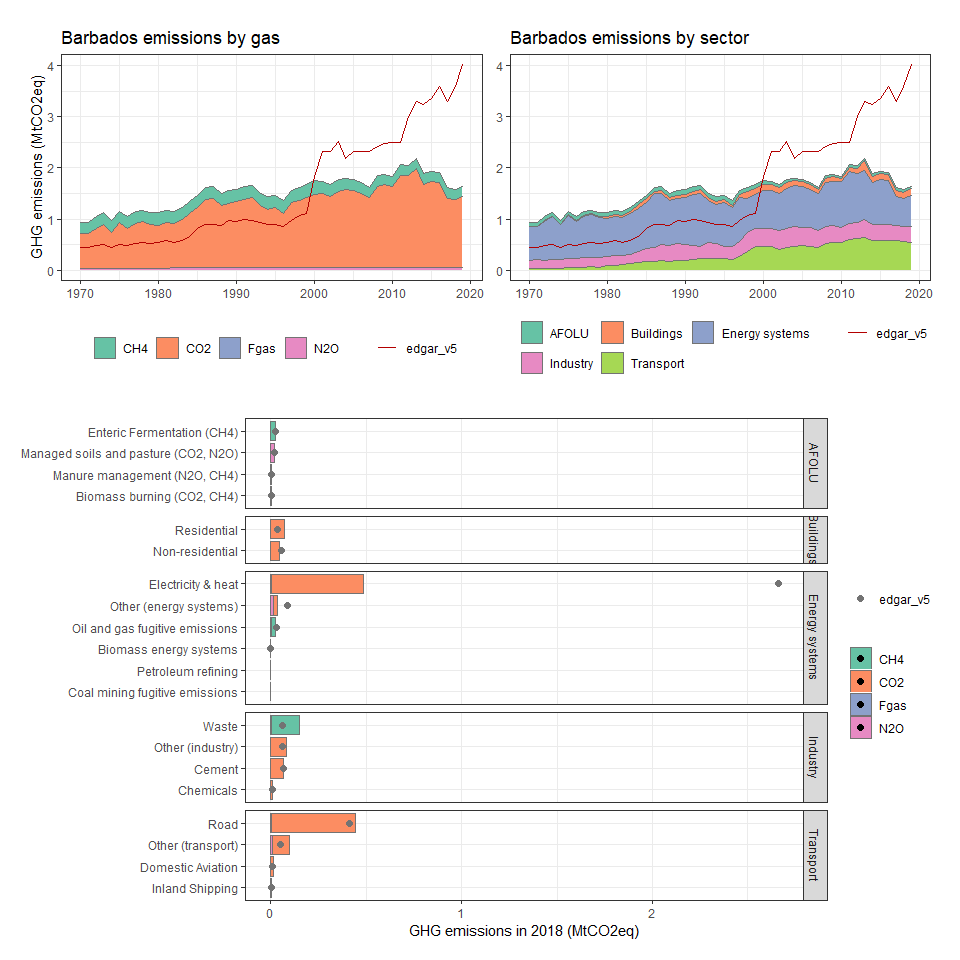 Barbados emissions by gas
GHG emissions (MtCO2eq)
4
3
2
1
0
1970 1980 1990 2000 2010 2020
CH4 CO2 Fgas N2O edgar_v5
Barbados emissions by sector
4
3
2
1
0
1970 1980 1990 2000 2010 2020
AFOLU Buildings Energy systems edgar_v5
Industry Transport
Enteric Fermentation (CH4)
Managed soils and pasture (CO2, N2O)
Manure management (N2O, CH4)
Biomass burning (CO2, CH4)
AFOLU
Residential
Non-residential
Buildings
Electricity & heat
Other (energy systems)
Oil and gas fugitive emissions
Biomass energy systems
Petroleum refining
Coal mining fugitive emissions
Energy systems
Waste
Other (industry)
Cement
Chemicals
Industry
Road
Other (transport)
Domestic Aviation
Inland Shipping
Transport
0 1 2
GHG emissions in 2018 (MtCO2eq)
edgar_v5
CH4
CO2
Fgas
N2O